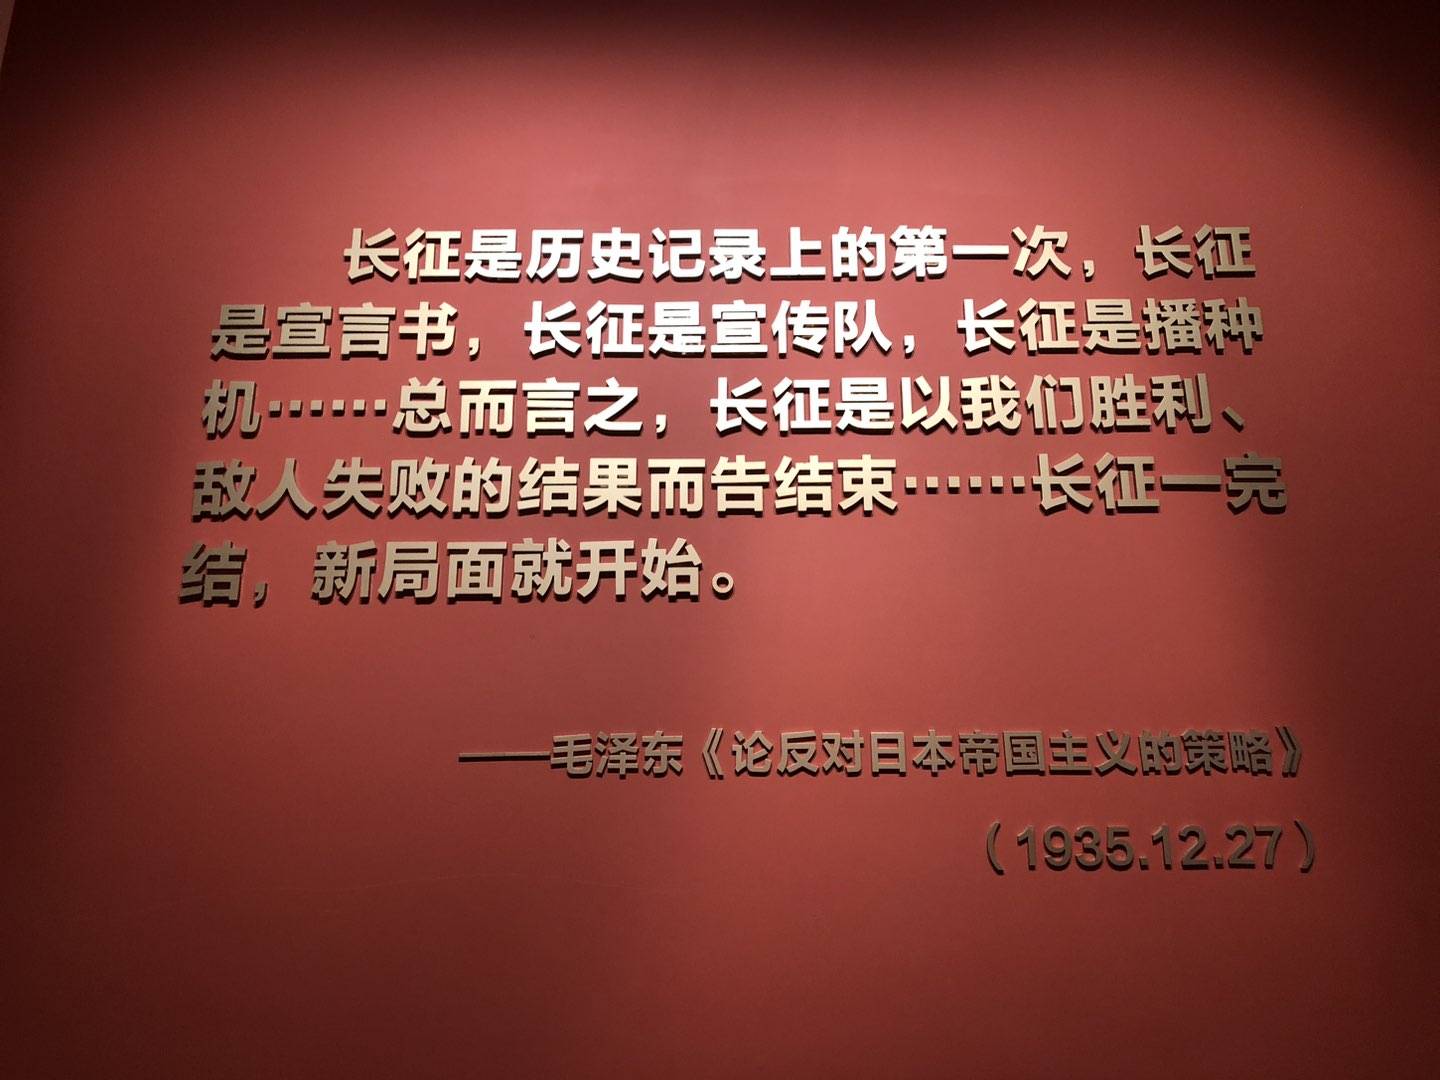 长征是历史记录上的第一次，长征
是宣言书，长征是宣传队，长征是播种
机……总而言之，长征是以我们胜利、
敌人失败的结果而告结束……长征一完
结，新局面就开始。
——毛泽东《论反对日本帝国主义的策略》
（1935.12.27）